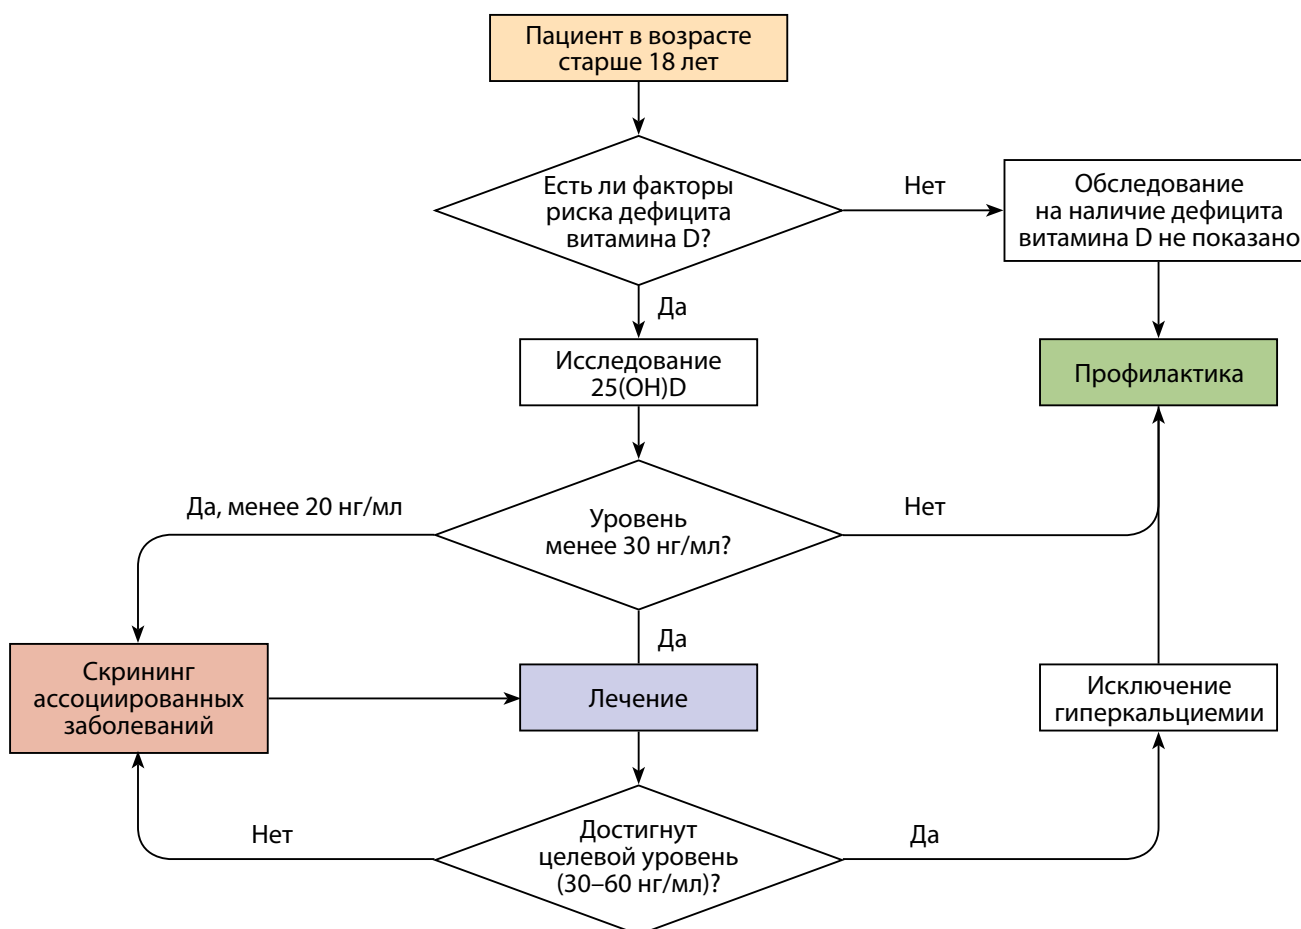 Пациент в возрасте
старше 18 лет
Есть ли факторы
риска дефицита
витамина D?
Нет
Обследование
на наличие дефицита
витамина D не показано
Да
Исследование
25(OH)D
Профилактика
Да, менее 20 нг/мл
Уровень
менее 30 нг/мл?
Нет
Да
Скрининг
ассоциированных
заболеваний
Лечение
Исключение
гиперкальциемии
Нет
Достигнут
целевой уровень
(30–60 нг/мл)?
Да